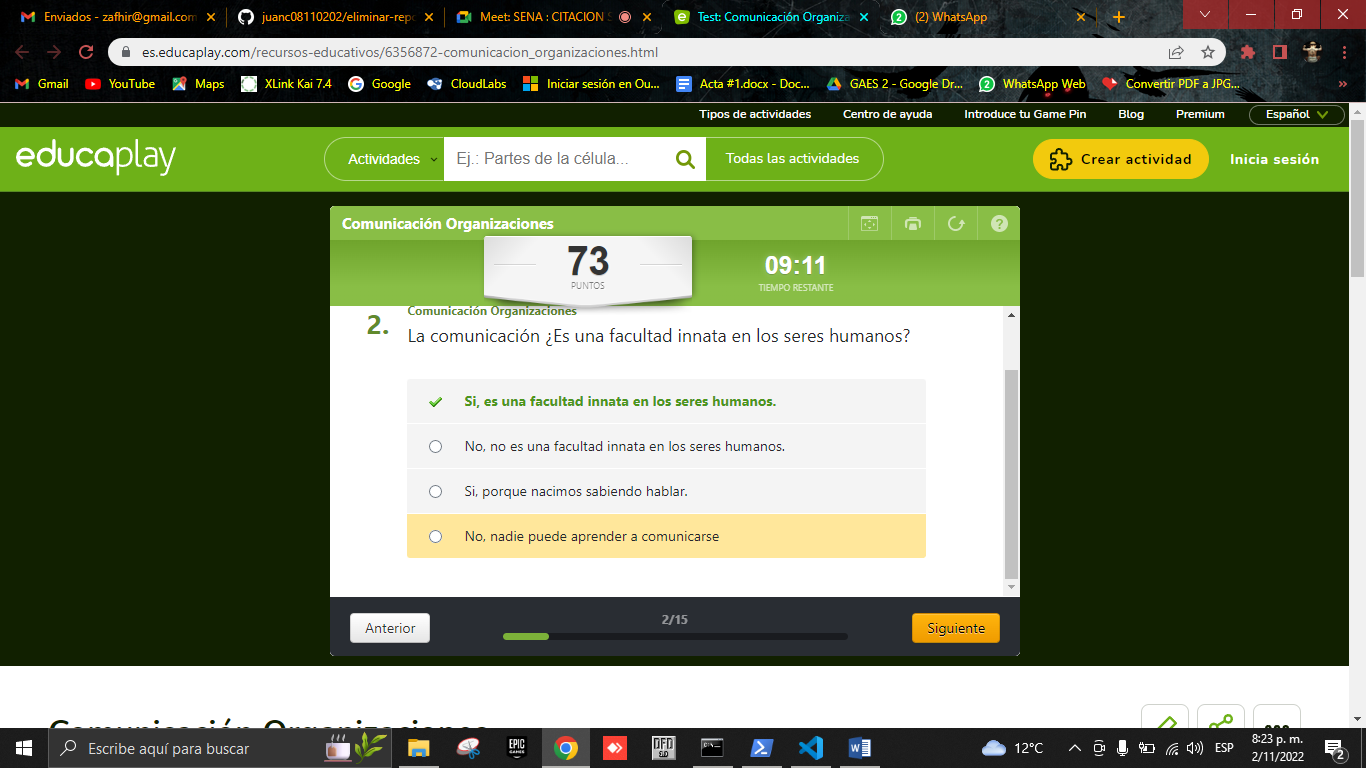 Enviados - zafhir@gmail.com
juanc08110202/eliminar-repo
Meet: SENA : CITACION S
Test: Comunicación Organiza
(2) WhatsApp
es.educaplay.com/recursos-educativos/6356872-comunicacion_organizaciones.html
Gmail
YouTube
Maps
XLink Kai 7.4
Google
CloudLabs
Iniciar sesión en Ou...
Acta #1.docx - Doc...
GAES 2 - Google Dr...
WhatsApp Web
Convertir PDF a JPG...
»
Tipos de actividades
Centro de ayuda
Introduce tu Game Pin
Blog
Premium
Español
educaplay
Actividades
Ej.: Partes de la célula...
Todas las actividades
Crear actividad
Inicia sesión
Comunicación Organizaciones
?
73
PUNTOS
09:11
TIEMPO RESTANTE
Comunicación Organizaciones
2.
La comunicación ¿Es una facultad innata en los seres humanos?
Si, es una facultad innata en los seres humanos.
No, no es una facultad innata en los seres humanos.
Si, porque nacimos sabiendo hablar.
No, nadie puede aprender a comunicarse
Anterior
2/15
Siguiente
Comunicación Organizaciones
Escribe aquí para buscar
EPIC
GAMES
12°C
ESP
8:23 p. m.
2/11/2022
2